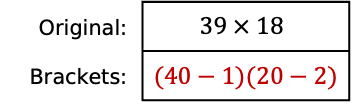 Original: 39 × 18
Brackets: (40 − 1)(20 − 2)